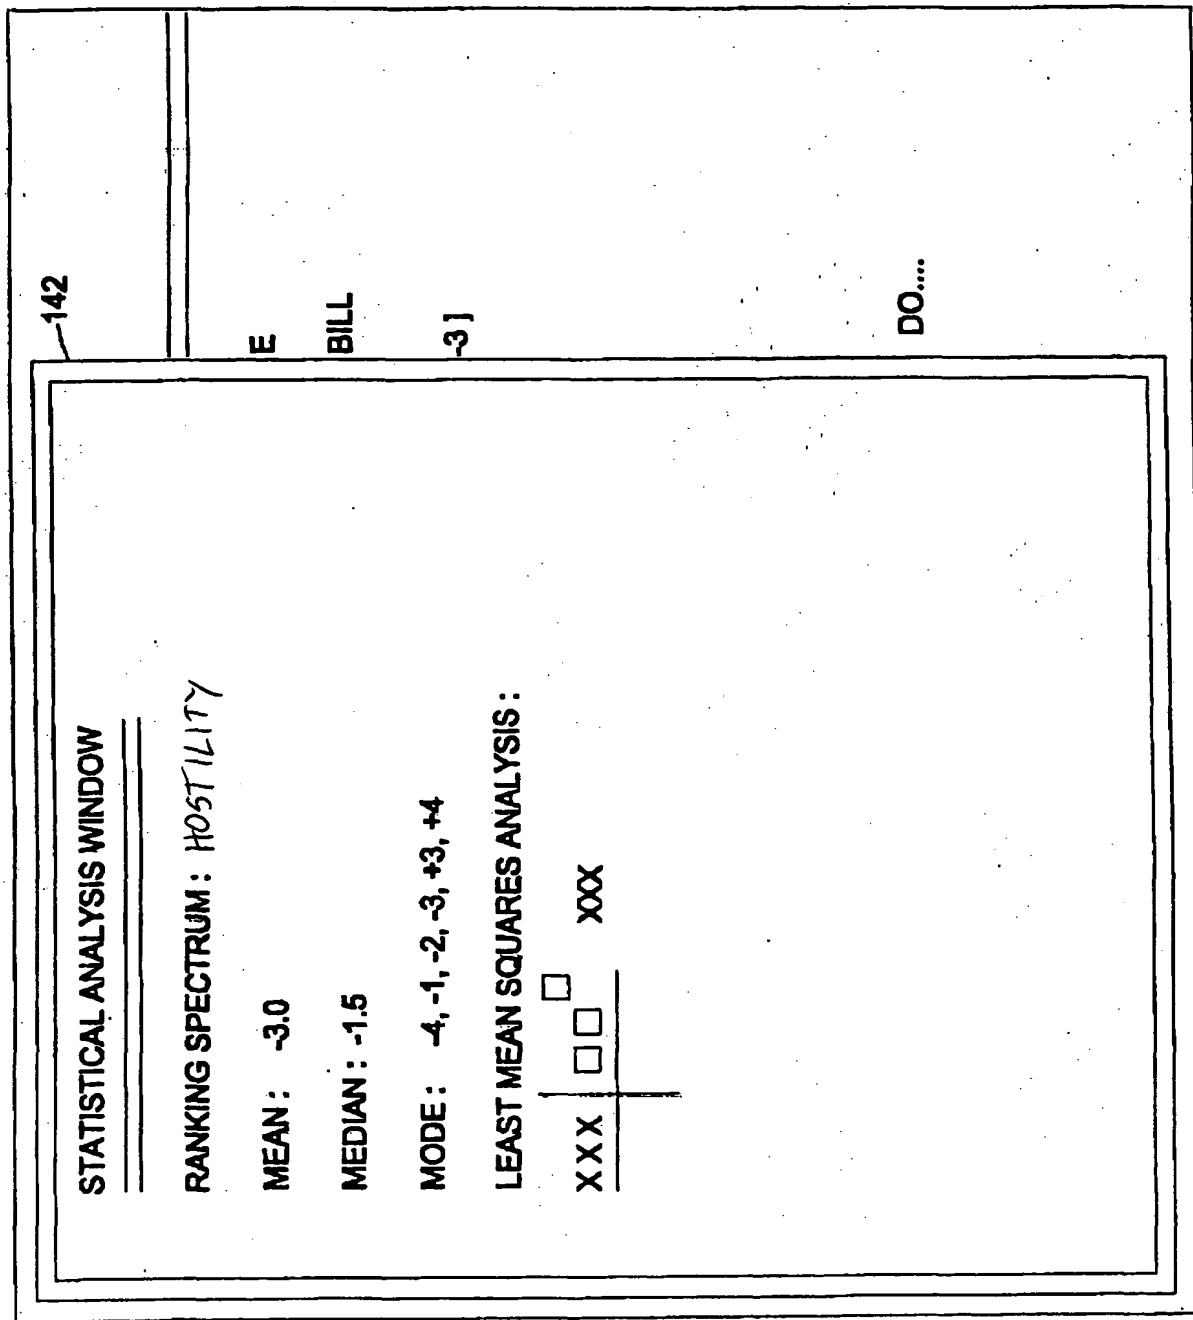 142
STATISTICAL ANALYSIS WINDOW
RANKING SPECTRUM : HOSTILITY
E
MEAN : -3.0
BILL
MEDIAN : -1.5
-3 ]
MODE : -4, -1, -2, -3, +3, +4
LEAST MEAN SQUARES ANALYSIS :
X X X XXX
DO....